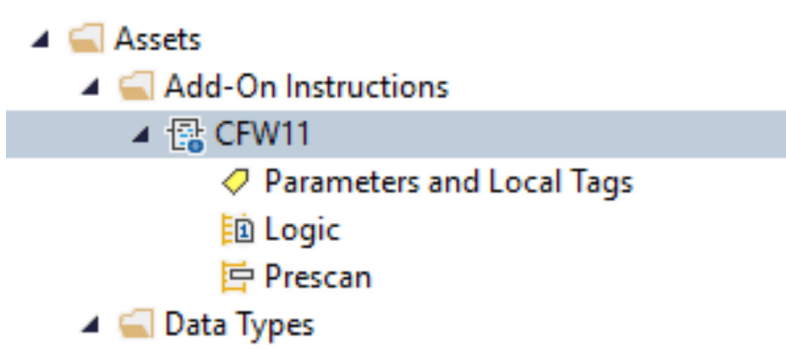 Assets
Add-On Instructions
CFW11
Parameters and Local Tags
Logic
Prescan
Data Types